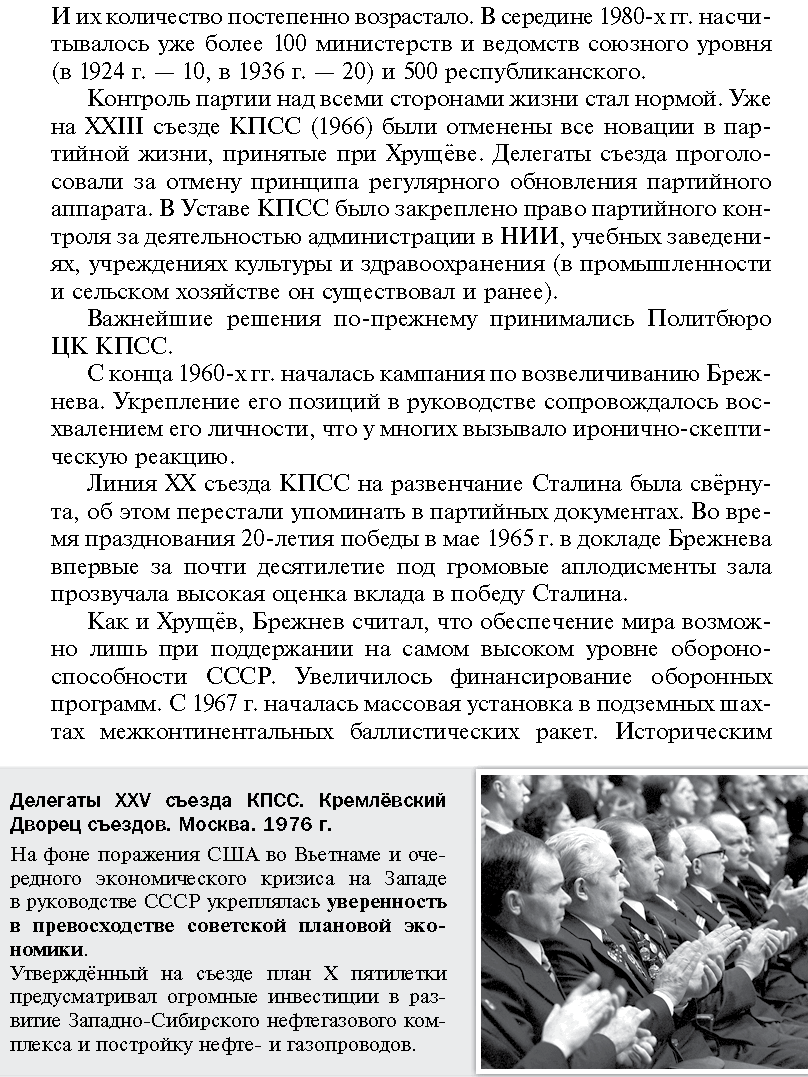 И их количество постепенно возрастало. В середине 1980-х гг. насчи-
тывалось уже более 100 министерств и ведомств союзного уровня
(в 1924 г. — 10, в 1936 г. — 20) и 500 республиканского.
Контроль партии над всеми сторонами жизни стал нормой. Уже
на XXIII съезде КПСС (1966) были отменены все новации в пар-
тийной жизни, принятые при Хрущёве. Делегаты съезда проголо-
совали за отмену принципа регулярного обновления партийного
аппарата. В Уставе КПСС было закреплено право партийного кон-
троля за деятельностью администрации в НИИ, учебных заведени-
ях, учреждениях культуры и здравоохранения (в промышленности
и сельском хозяйстве он существовал и ранее).
Важнейшие решения по-прежнему принимались Политбюро
ЦК КПСС.
С конца 1960-х гг. началась кампания по возвеличиванию Бреж-
нева. Укрепление его позиций в руководстве сопровождалось вос-
хвалением его личности, что у многих вызывало иронично-скепти-
ческую реакцию.
Линия XX съезда КПСС на развенчание Сталина была свёрну-
та, об этом перестали упоминать в партийных документах. Во вре-
мя празднования 20-летия победы в мае 1965 г. в докладе Брежнева
впервые за почти десятилетие под громовые аплодисменты зала
прозвучала высокая оценка вклада в победу Сталина.
Как и Хрущёв, Брежнев считал, что обеспечение мира возмож-
но лишь при поддержании на самом высоком уровне обороно-
способности СССР. Увеличилось финансирование оборонных
программ. С 1967 г. началась массовая установка в подземных шах-
тах межконтинентальных баллистических ракет. Историческим
Делегаты XXV съезда КПСС. Кремлёвский
Дворец съездов. Москва. 1976 г.
На фоне поражения США во Вьетнаме и оче-
редного экономического кризиса на Западе
в руководстве СССР укреплялась уверенность
в превосходстве советской плановой эко-
номики.
Утверждённый на съезде план X пятилетки
предусматривал огромные инвестиции в раз-
витие Западно-Сибирского нефтегазового ком-
плекса и постройку нефте- и газопроводов.